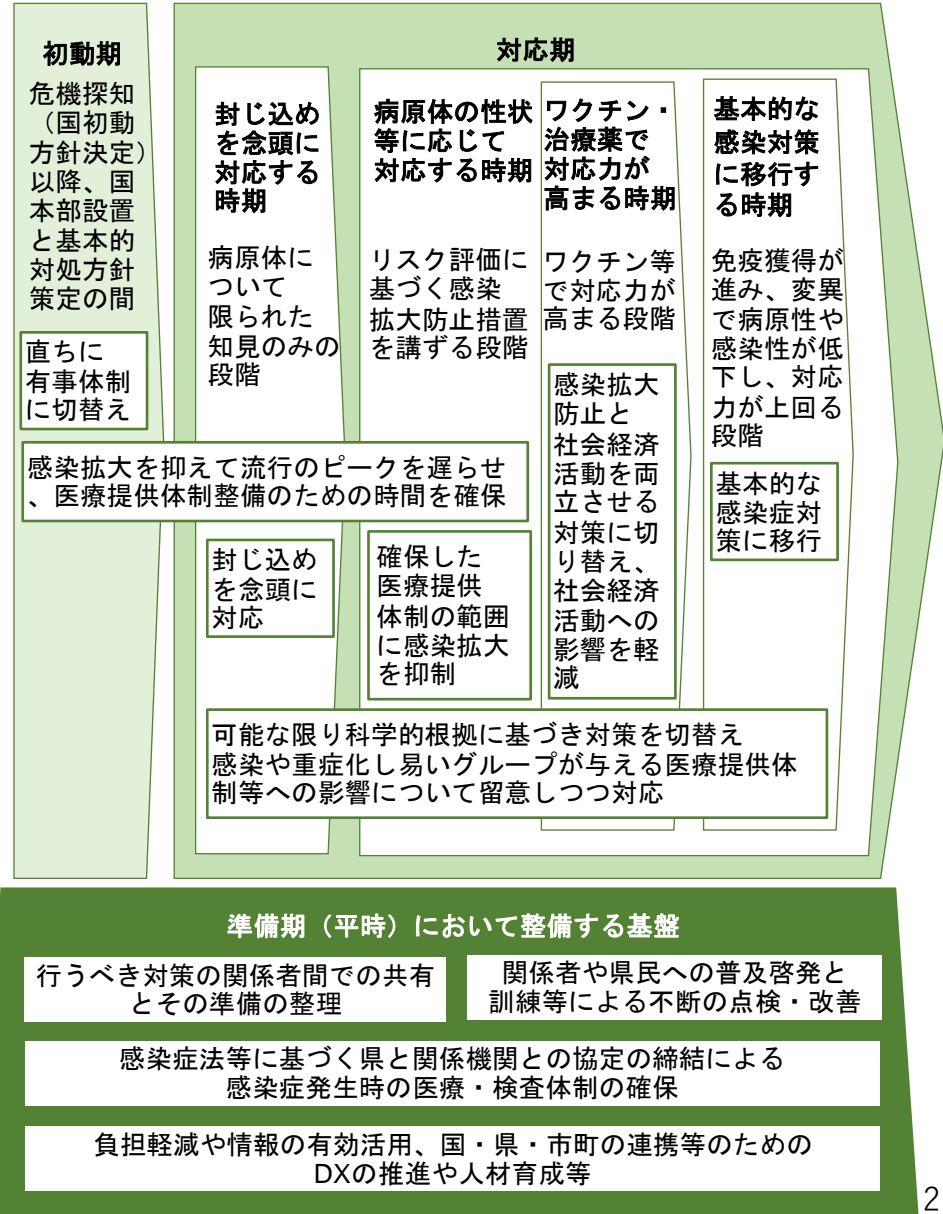 初動期
危機探知
（国初動
方針決定）
以降、国
本部設置
と基本的
対処方針
策定の間
直ちに
有事体制
に切替え
対応期
封じ込め
を念頭に
対応する
時期
病原体に
ついて
限られた
知見のみの
段階
病原体の性状
等に応じて
対応する時期
リスク評価に
基づく感染
拡大防止措置
を講ずる段階
ワクチン・
治療薬で
対応力が
高まる時期
ワクチン等
で対応力が
高まる段階
基本的な
感染対策
に移行す
る時期
免疫獲得が
進み、変異
で病原性や
感染性が低
下し、対応
力が上回る
段階
感染拡大を抑えて流行のピークを遅らせ
、医療提供体制整備のための時間を確保
封じ込め
を念頭に
対応
確保した
医療提供
体制の範囲
に感染拡大
を抑制
感染拡大
防止と
社会経済
活動を両
立させる
対策に切
り替え、
社会経済
活動への
影響を軽
減
基本的な
感染症対
策に移行
可能な限り科学的根拠に基づき対策を切替え
感染や重症化し易いグループが与える医療提供体
制等への影響について留意しつつ対応
準備期（平時）において整備する基盤
行うべき対策の関係者間での共有
とその準備の整理
関係者や県民への普及啓発と
訓練等による不断の点検・改善
感染症法等に基づく県と関係機関との協定の締結による
感染症発生時の医療・検査体制の確保
負担軽減や情報の有効活用、国・県・市町の連携等のための
DXの推進や人材育成等
2